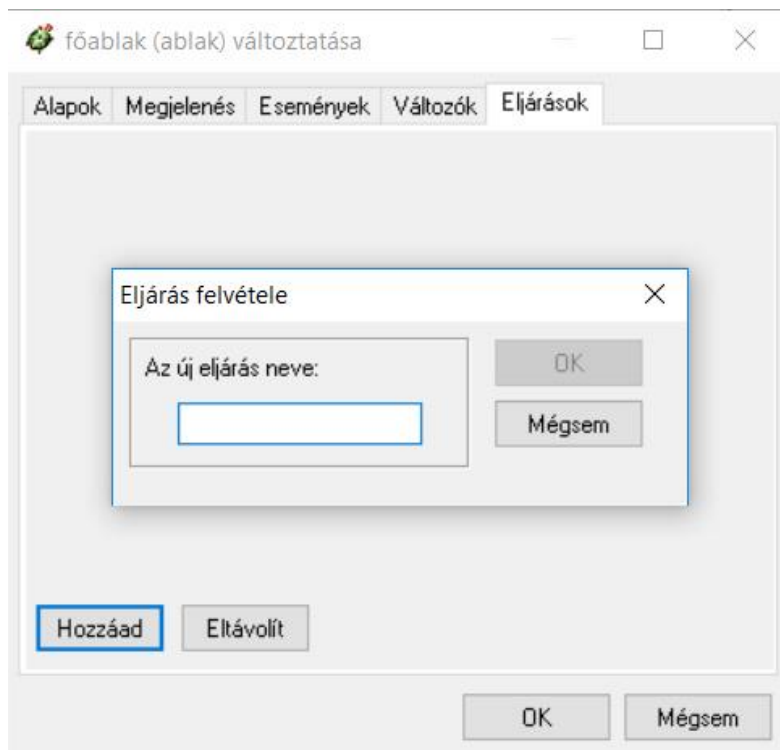 főablak (ablak) változtatása
Alapok Megjelenés Események Változók Eljárások
Eljárás felvétele
Az új eljárás neve:
OK
Mégsem
Hozzáad Eltávolít
OK Mégsem